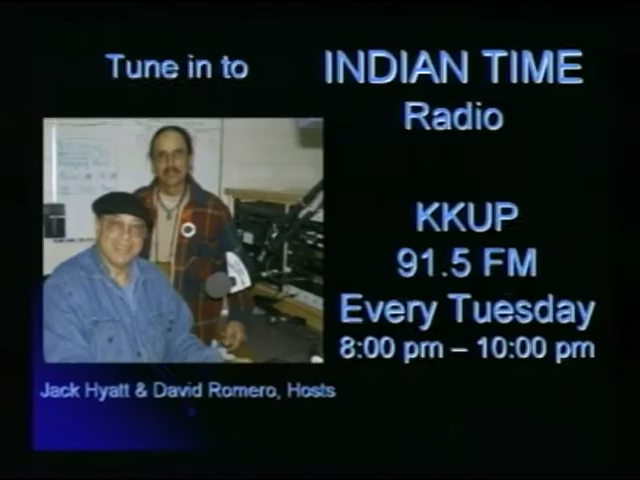 Tune in to
INDIAN TIME
Radio
KKUP
91.5 FM
Every Tuesday
8:00 pm – 10:00 pm
Jack Hyatt & David Romero, Hosts